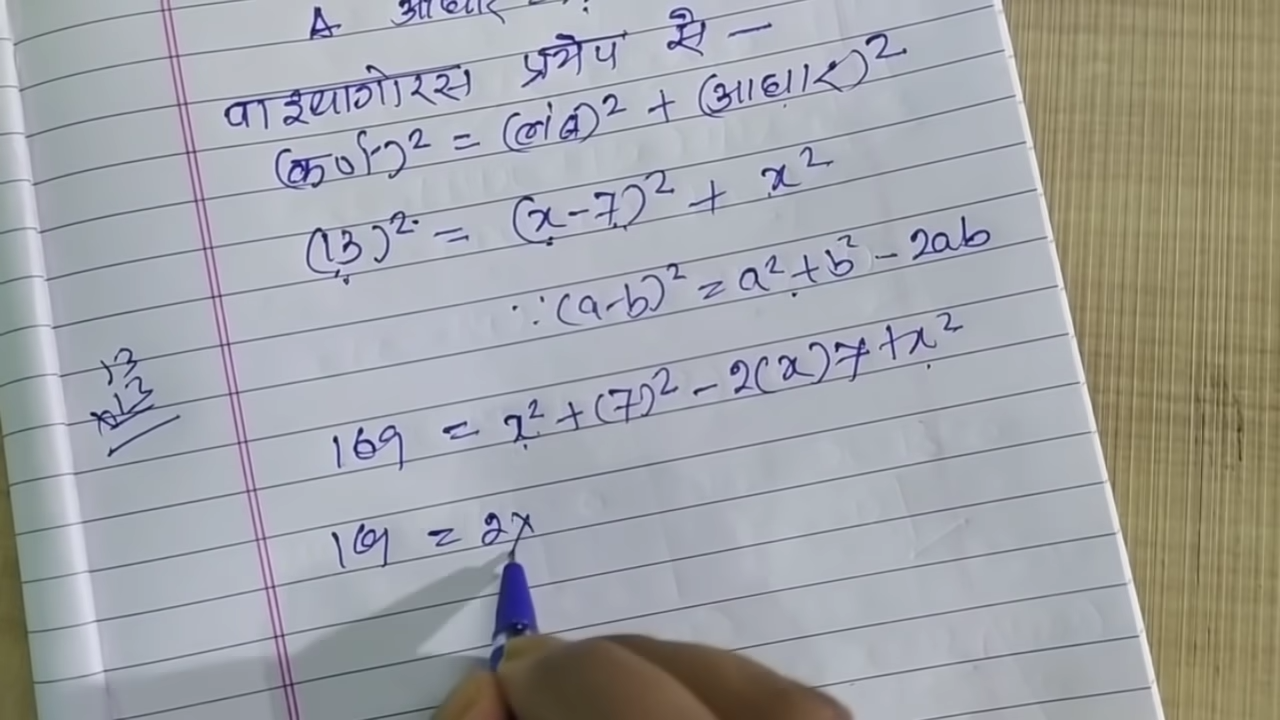 A आधार
पाइथागोरस प्रमेय से —
(कर्ण)² = (लंब)² + (आधार)²
(13)² = (x-7)² + x²
∵ (a-b)² = a² + b² - 2ab
13
×13
169 = x² + (7)² - 2(x)7 + x²
169 = 2x